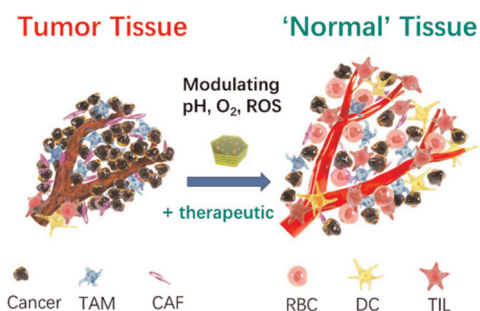 Tumor Tissue
‘Normal’ Tissue
Modulating
pH, O₂, ROS
+ therapeutic
Cancer TAM CAF
RBC DC TIL